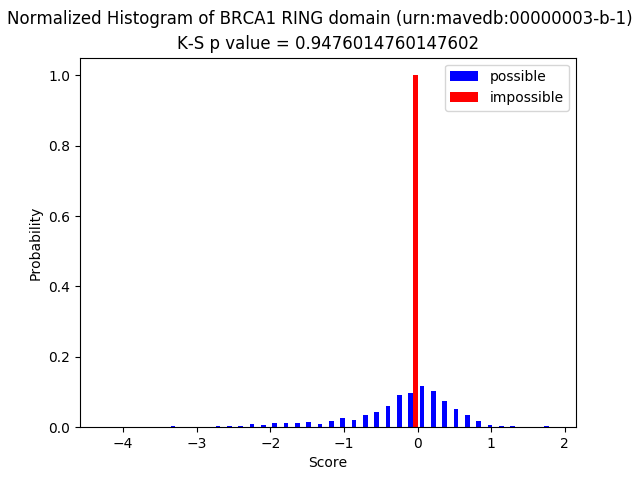 Normalized Histogram of BRCA1 RING domain (urn:mavedb:00000003-b-1)
K-S p value = 0.9476014760147602
possible
impossible
1.0
0.8
0.6
0.4
0.2
0.0
Probability
−4 −3 −2 −1 0 1 2
Score